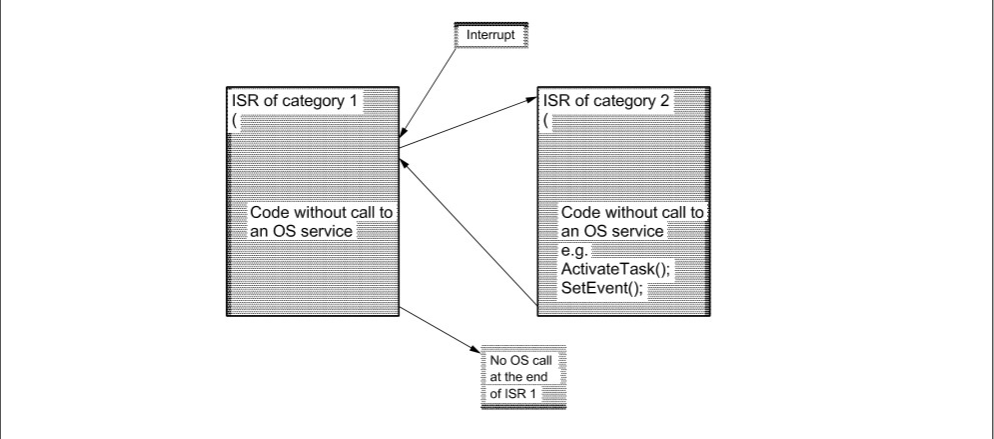 Interrupt
ISR of category 1
(
Code without call to
an OS service
ISR of category 2
(
Code without call to
an OS service
e.g.
ActivateTask();
SetEvent();
No OS call
at the end
of ISR 1